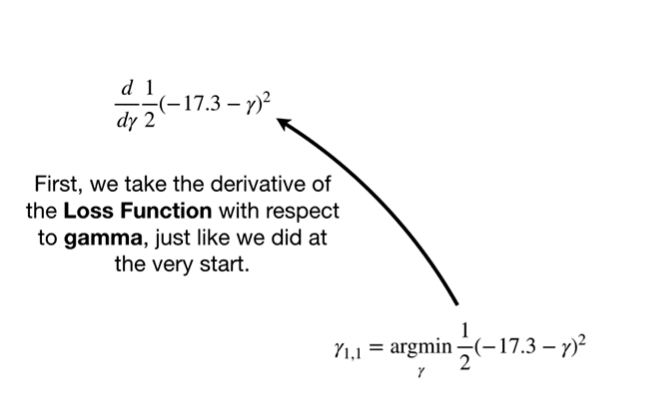 d/dγ 1/2(−17.3 − γ)²
First, we take the derivative of
the Loss Function with respect
to gamma, just like we did at
the very start.
γ₁,₁ = argmin 1/2(−17.3 − γ)²
γ